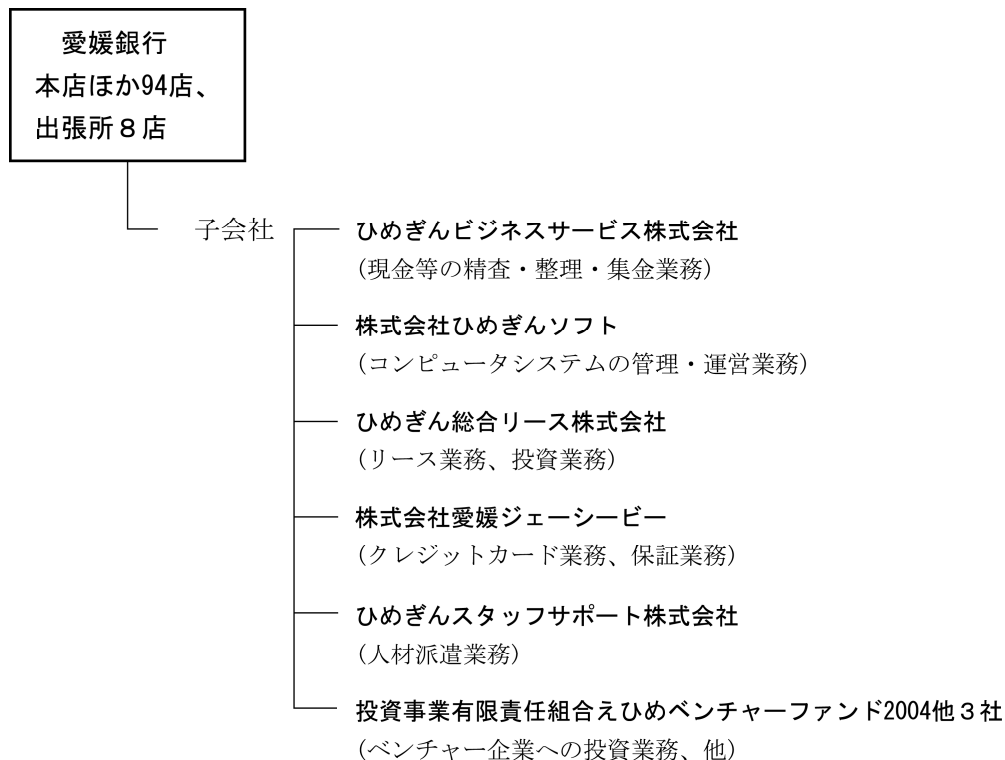 愛媛銀行
本店ほか94店、
出張所８店
子会社
ひめぎんビジネスサービス株式会社
(現金等の精査・整理・集金業務)
株式会社ひめぎんソフト
(コンピュータシステムの管理・運営業務)
ひめぎん総合リース株式会社
(リース業務、投資業務)
株式会社愛媛ジェーシービー
(クレジットカード業務、保証業務)
ひめぎんスタッフサポート株式会社
(人材派遣業務)
投資事業有限責任組合えひめベンチャーファンド2004他３社
(ベンチャー企業への投資業務、他)